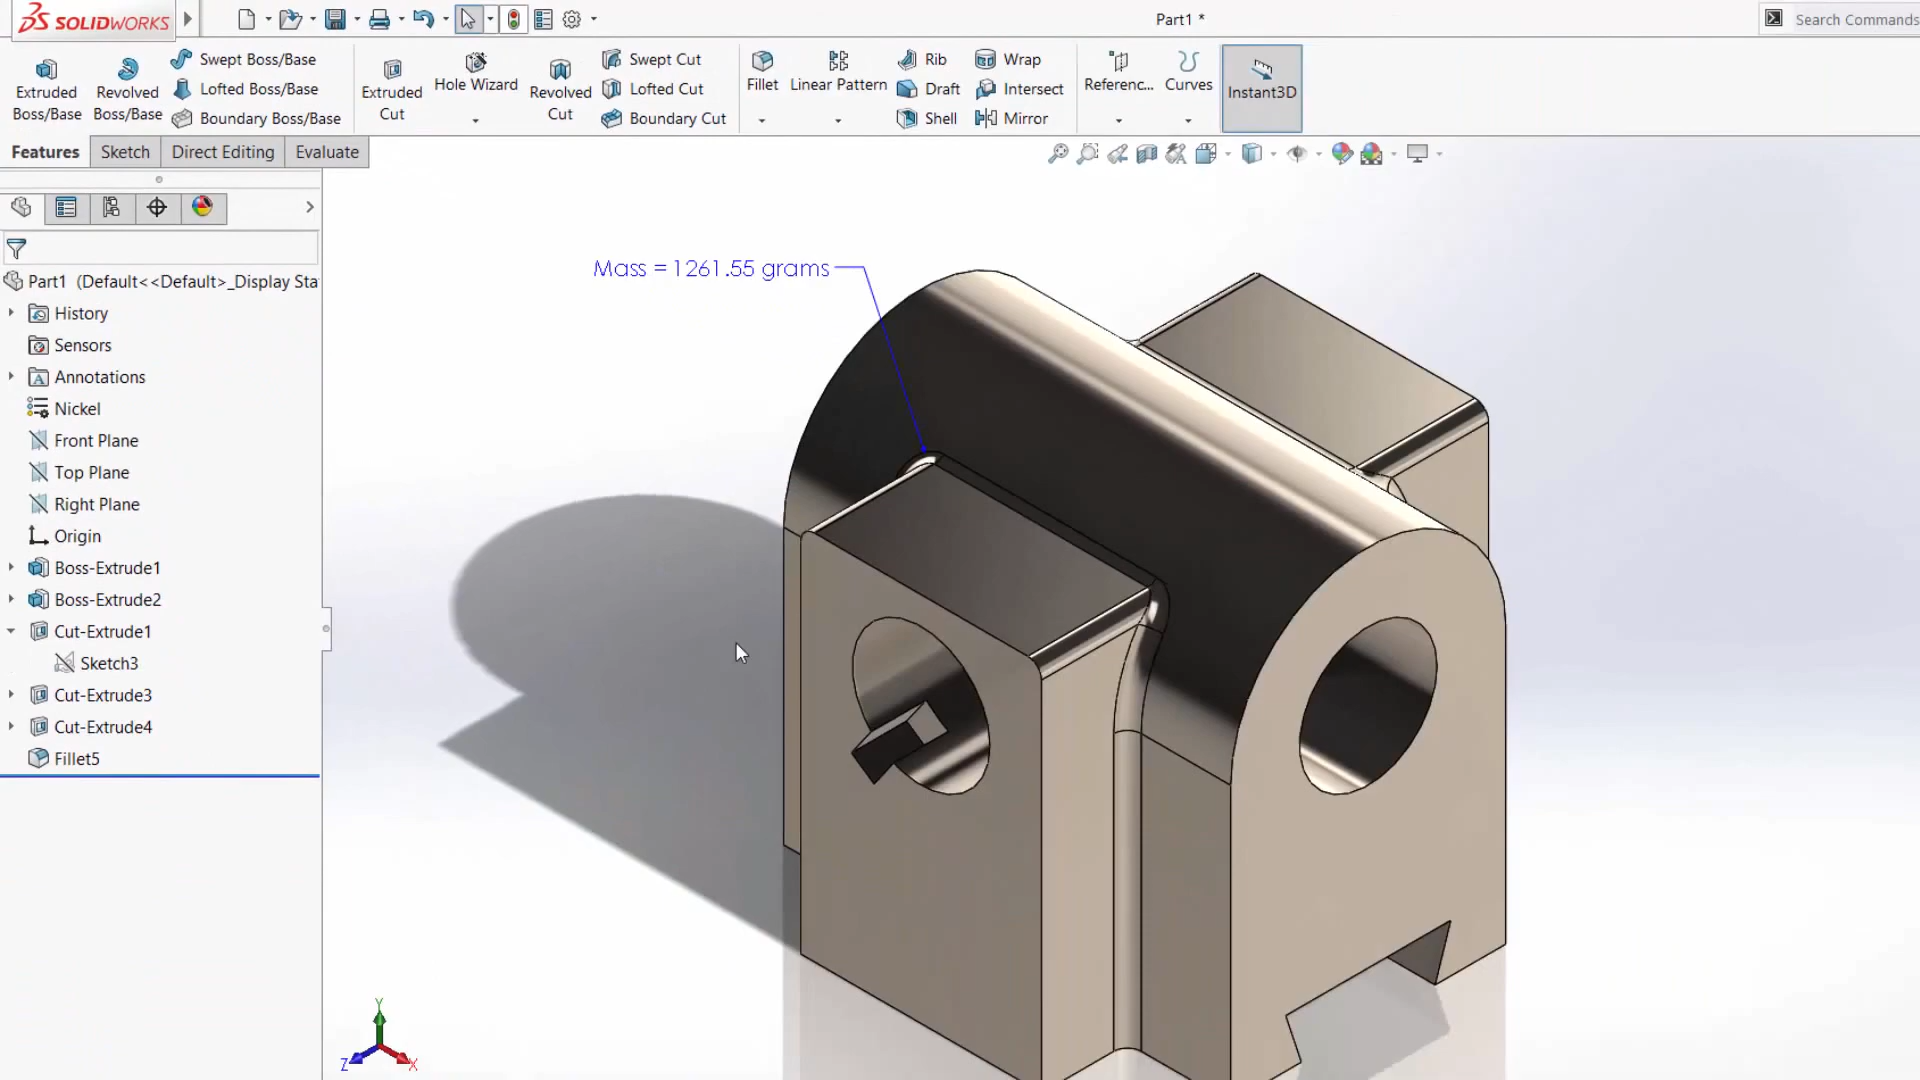 SOLIDWORKS
Part1 *
Search Commands
Extruded Boss/Base
Revolved Boss/Base
Swept Boss/Base
Lofted Boss/Base
Boundary Boss/Base
Extruded Cut
Hole Wizard
Revolved Cut
Swept Cut
Lofted Cut
Boundary Cut
Fillet
Linear Pattern
Rib
Draft
Shell
Wrap
Intersect
Mirror
Referenc...
Curves
Instant3D
Features
Sketch
Direct Editing
Evaluate
Part1 (Default<<Default>_Display Sta
History
Sensors
Annotations
Nickel
Front Plane
Top Plane
Right Plane
Origin
Boss-Extrude1
Boss-Extrude2
Cut-Extrude1
Sketch3
Cut-Extrude3
Cut-Extrude4
Fillet5
Mass = 1261.55 grams
Y
Z
X